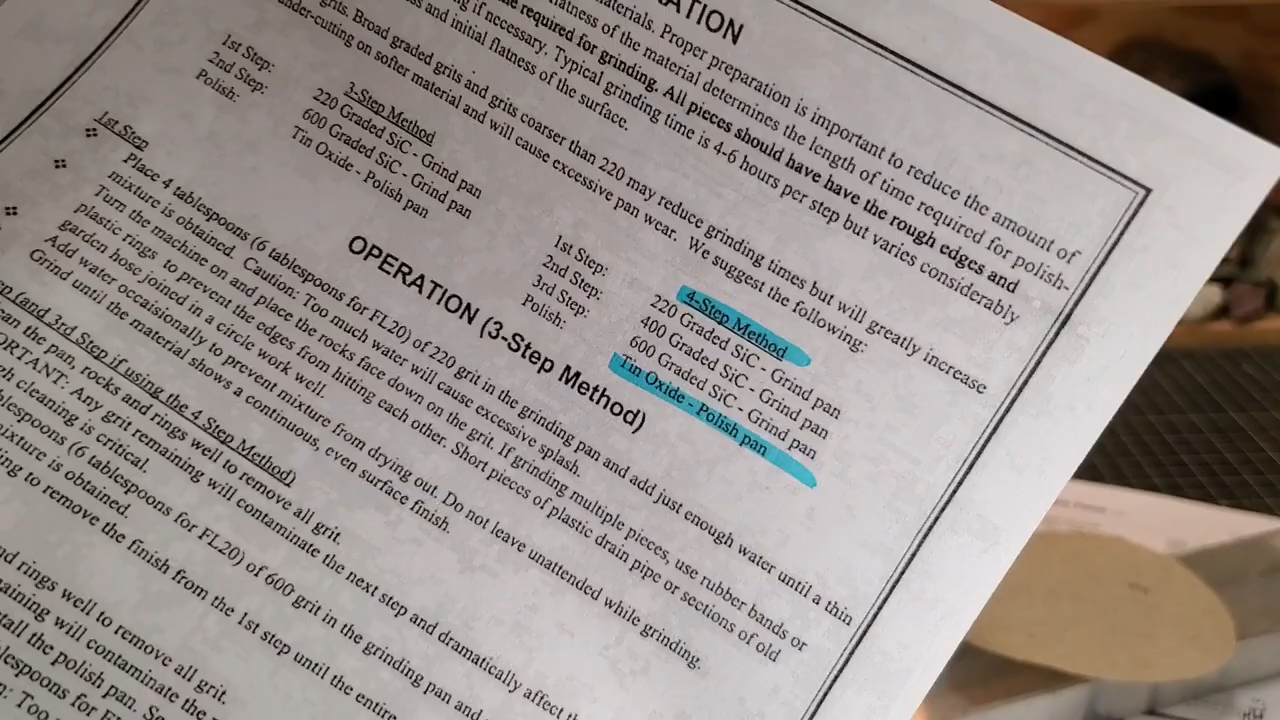 ATION
materials. Proper preparation is important to reduce the amount of
flatness of the material determines the length of time required for polish-
required for grinding. All pieces should have have the rough edges and
if necessary. Typical grinding time is 4-6 hours per step but varies considerably
and initial flatness of the surface.
grits. Broad graded grits and grits coarser than 220 may reduce grinding times but will greatly increase
under-cutting on softer material and will cause excessive pan wear. We suggest the following:
3-Step Method
1st Step: 220 Graded SiC - Grind pan
2nd Step: 600 Graded SiC - Grind pan
Polish: Tin Oxide - Polish pan
4-Step Method
1st Step: 220 Graded SiC - Grind pan
2nd Step: 400 Graded SiC - Grind pan
3rd Step: 600 Graded SiC - Grind pan
Polish: Tin Oxide - Polish pan
OPERATION (3-Step Method)
1st Step
Place 4 tablespoons (6 tablespoons for FL20) of 220 grit in the grinding pan and add just enough water until a thin
mixture is obtained. Caution: Too much water will cause excessive splash.
Turn the machine on and place the rocks face down on the grit. If grinding multiple pieces, use rubber bands or
plastic rings to prevent the edges from hitting each other. Short pieces of plastic drain pipe or sections of old
garden hose joined in a circle work well.
Add water occasionally to prevent mixture from drying out. Do not leave unattended while grinding.
Grind until the material shows a continuous, even surface finish.
(and 3rd Step if using the 4 Step Method)
the pan, rocks and rings well to remove all grit.
Any grit remaining will contaminate the next step and dramatically affect
cleaning is critical.
(6 tablespoons for FL20) of 600 grit in the grinding pan and
mixture is obtained.
to remove the finish from the 1st step until the entire
rings well to remove all grit.
will contaminate the
the polish pan.
for
Too